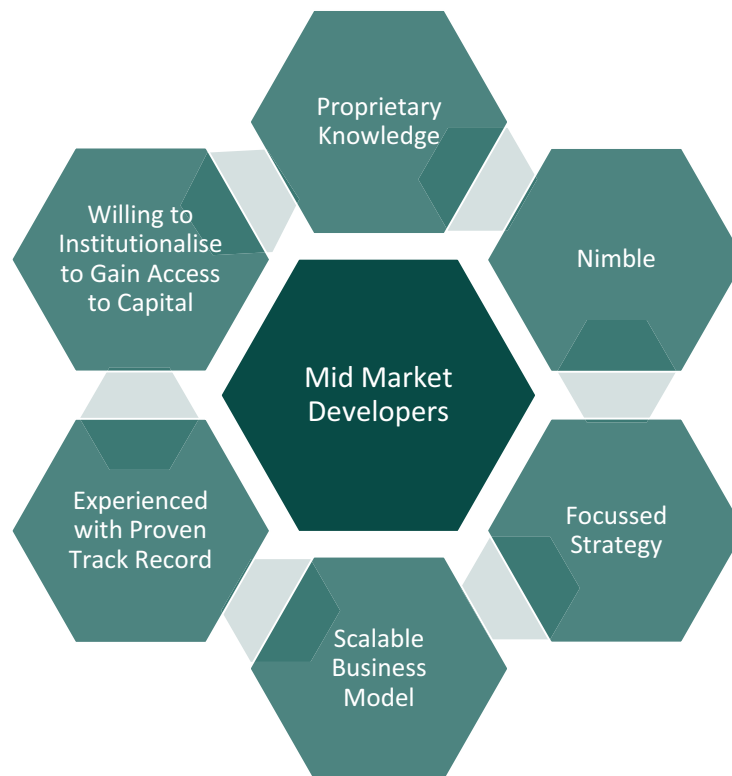 Proprietary
Knowledge
Nimble
Focussed
Strategy
Scalable
Business
Model
Experienced
with Proven
Track Record
Willing to
Institutionalise
to Gain Access
to Capital
Mid Market
Developers